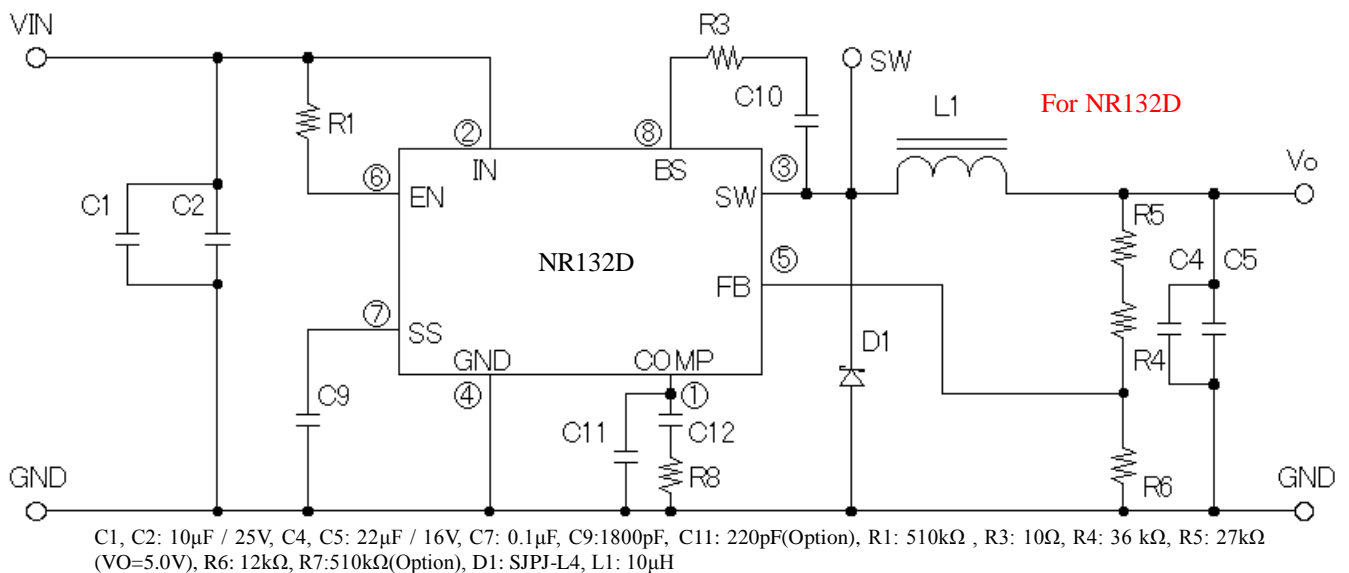 VIN
R3
SW
C10
L1
For NR132D
R1
②
⑧
③
Vo
IN
BS
⑥
EN
SW
C1
C2
R5
NR132D
⑤
C4
C5
FB
⑦
SS
D1
R4
GND
COMP
C9
④
①
C11
C12
R8
R6
GND
GND
C1, C2: 10μF / 25V, C4, C5: 22μF / 16V, C7: 0.1μF, C9:1800pF, C11: 220pF(Option), R1: 510kΩ , R3: 10Ω, R4: 36 kΩ, R5: 27kΩ
(VO=5.0V), R6: 12kΩ, R7:510kΩ(Option), D1: SJPJ-L4, L1: 10μH